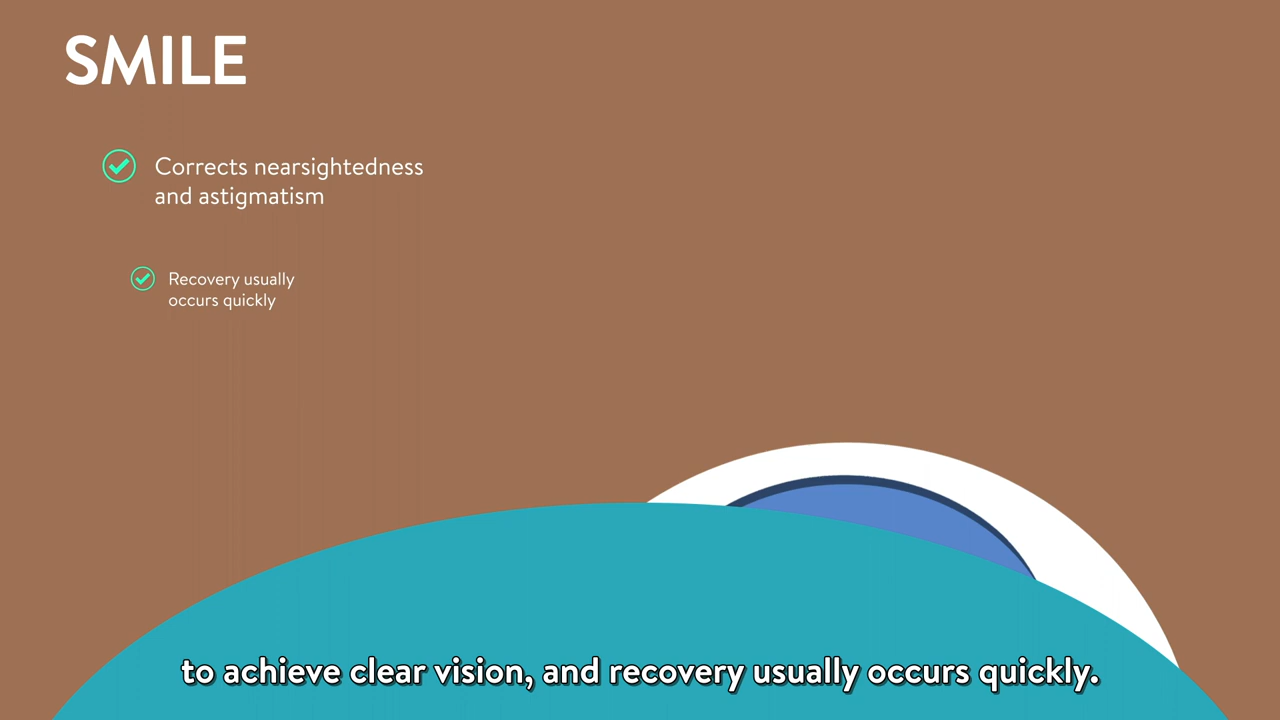 SMILE
Corrects nearsightedness
and astigmatism
Recovery usually
occurs quickly
to achieve clear vision, and recovery usually occurs quickly.